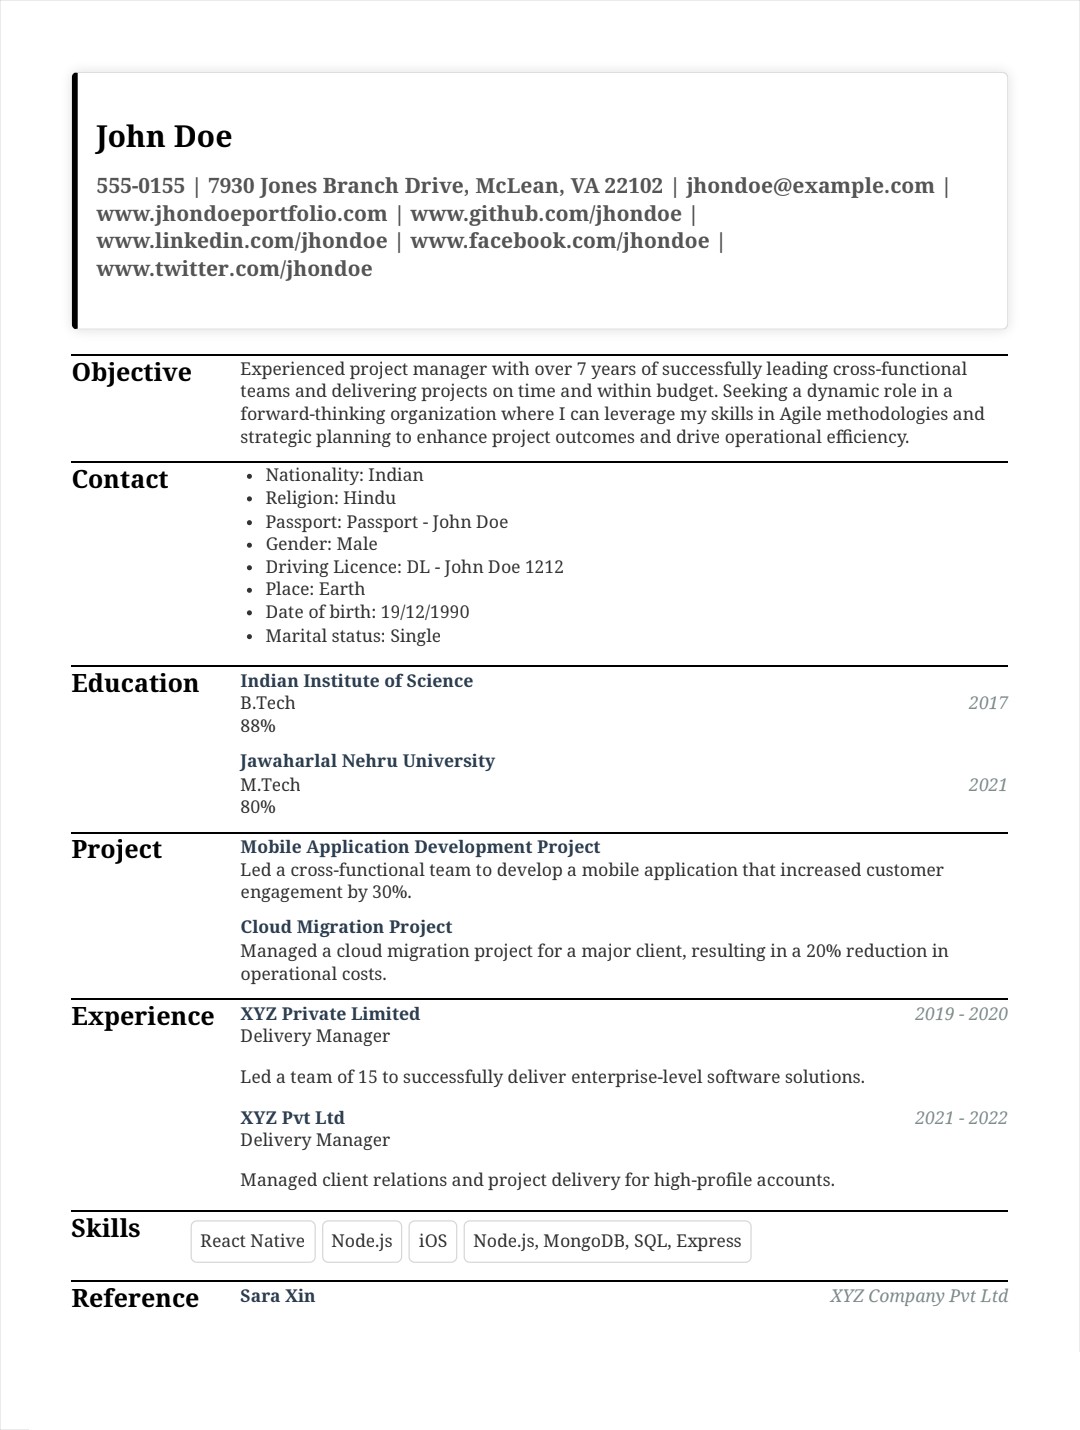 John Doe
555-0155 | 7930 Jones Branch Drive, McLean, VA 22102 | jhondoe@example.com |
www.jhondoeportfolio.com | www.github.com/jhondoe |
www.linkedin.com/jhondoe | www.facebook.com/jhondoe |
www.twitter.com/jhondoe
Objective
Experienced project manager with over 7 years of successfully leading cross-functional
teams and delivering projects on time and within budget. Seeking a dynamic role in a
forward-thinking organization where I can leverage my skills in Agile methodologies and
strategic planning to enhance project outcomes and drive operational efficiency.
Contact
• Nationality: Indian
• Religion: Hindu
• Passport: Passport - John Doe
• Gender: Male
• Driving Licence: DL - John Doe 1212
• Place: Earth
• Date of birth: 19/12/1990
• Marital status: Single
Education
Indian Institute of Science
B.Tech 2017
88%
Jawaharlal Nehru University
M.Tech 2021
80%
Project
Mobile Application Development Project
Led a cross-functional team to develop a mobile application that increased customer
engagement by 30%.
Cloud Migration Project
Managed a cloud migration project for a major client, resulting in a 20% reduction in
operational costs.
Experience
XYZ Private Limited 2019 - 2020
Delivery Manager
Led a team of 15 to successfully deliver enterprise-level software solutions.
XYZ Pvt Ltd 2021 - 2022
Delivery Manager
Managed client relations and project delivery for high-profile accounts.
Skills
React Native Node.js iOS Node.js, MongoDB, SQL, Express
Reference
Sara Xin XYZ Company Pvt Ltd